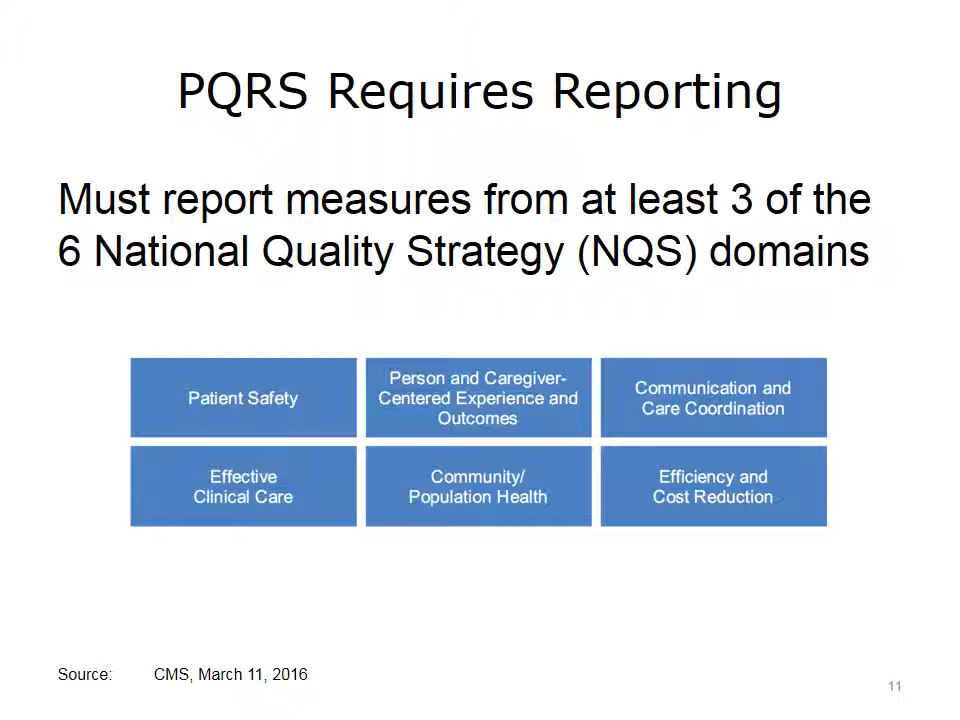 PQRS Requires Reporting
Must report measures from at least 3 of the
6 National Quality Strategy (NQS) domains
Patient Safety
Person and Caregiver-
Centered Experience and
Outcomes
Communication and
Care Coordination
Effective
Clinical Care
Community/
Population Health
Efficiency and
Cost Reduction
Source: CMS, March 11, 2016
11